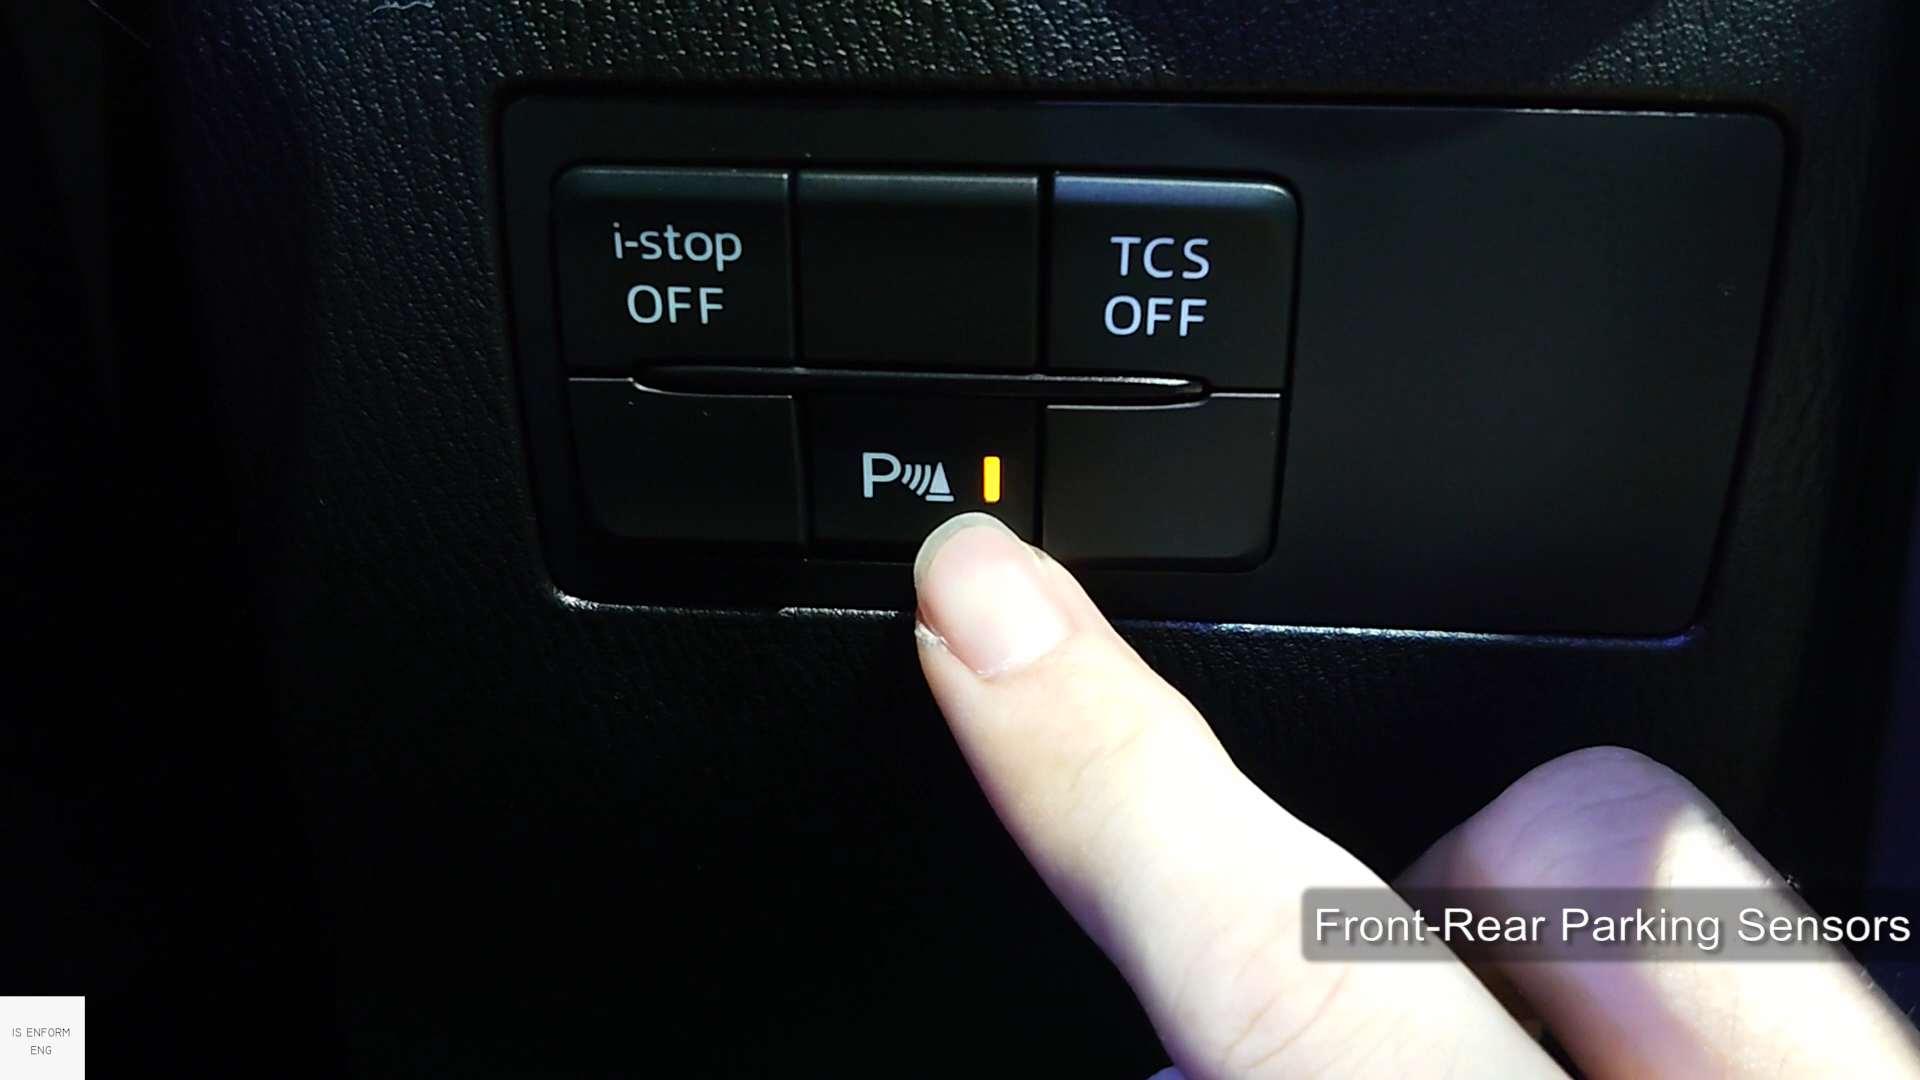 i-stop
OFF
TCS
OFF
P
Front-Rear Parking Sensors
IS ENFORM
ENG